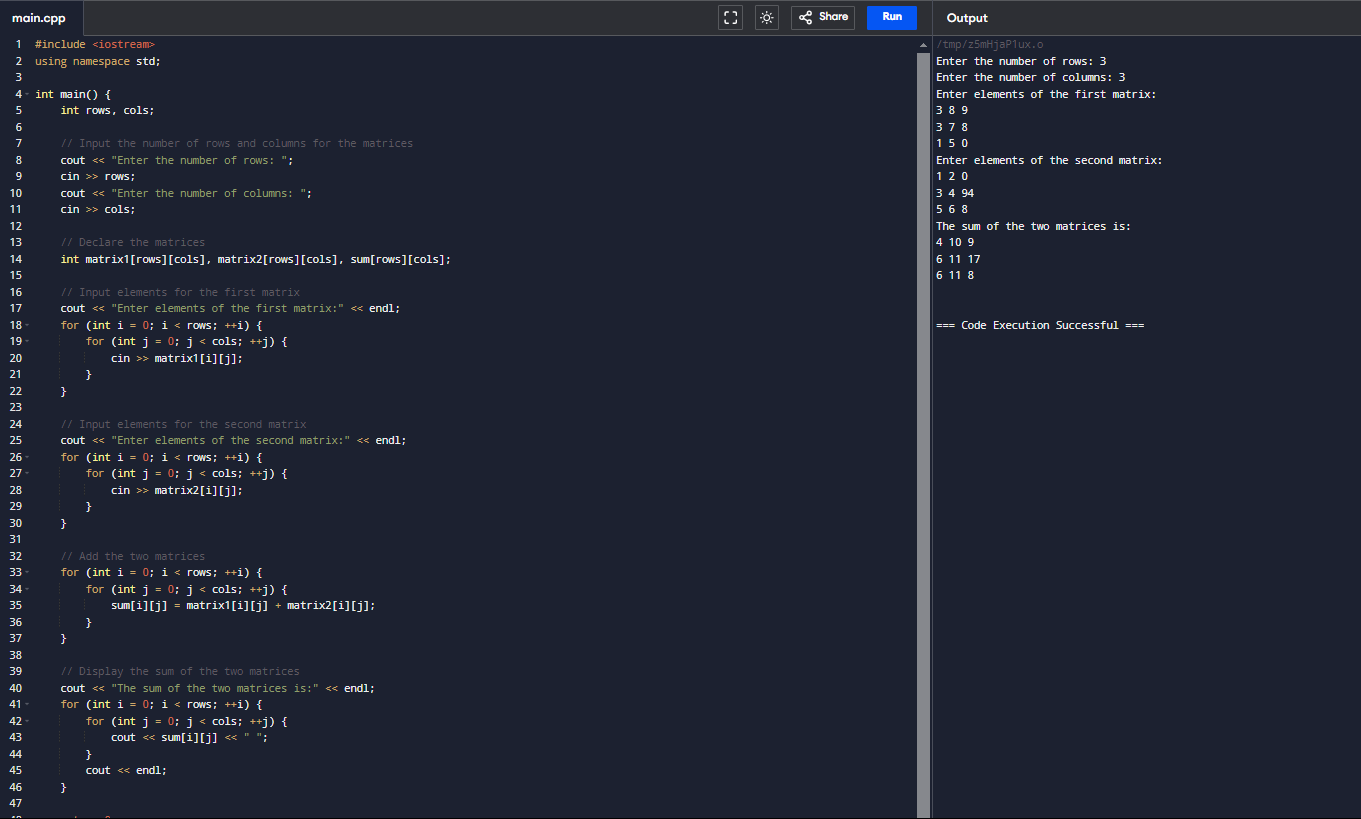 main.cpp
Share
Run
Output
1 #include <iostream>
2 using namespace std;
3
4 int main() {
5     int rows, cols;
6
7     // Input the number of rows and columns for the matrices
8     cout << "Enter the number of rows: ";
9     cin >> rows;
10     cout << "Enter the number of columns: ";
11     cin >> cols;
12
13     // Declare the matrices
14     int matrix1[rows][cols], matrix2[rows][cols], sum[rows][cols];
15
16     // Input elements for the first matrix
17     cout << "Enter elements of the first matrix:" << endl;
18     for (int i = 0; i < rows; ++i) {
19         for (int j = 0; j < cols; ++j) {
20             cin >> matrix1[i][j];
21         }
22     }
23
24     // Input elements for the second matrix
25     cout << "Enter elements of the second matrix:" << endl;
26     for (int i = 0; i < rows; ++i) {
27         for (int j = 0; j < cols; ++j) {
28             cin >> matrix2[i][j];
29         }
30     }
31
32     // Add the two matrices
33     for (int i = 0; i < rows; ++i) {
34         for (int j = 0; j < cols; ++j) {
35             sum[i][j] = matrix1[i][j] + matrix2[i][j];
36         }
37     }
38
39     // Display the sum of the two matrices
40     cout << "The sum of the two matrices is:" << endl;
41     for (int i = 0; i < rows; ++i) {
42         for (int j = 0; j < cols; ++j) {
43             cout << sum[i][j] << " ";
44         }
45         cout << endl;
46     }
47
/tmp/z5mHjaP1ux.o
Enter the number of rows: 3
Enter the number of columns: 3
Enter elements of the first matrix:
3 8 9
3 7 8
1 5 0
Enter elements of the second matrix:
1 2 0
3 4 94
5 6 8
The sum of the two matrices is:
4 10 9
6 11 17
6 11 8
=== Code Execution Successful ===